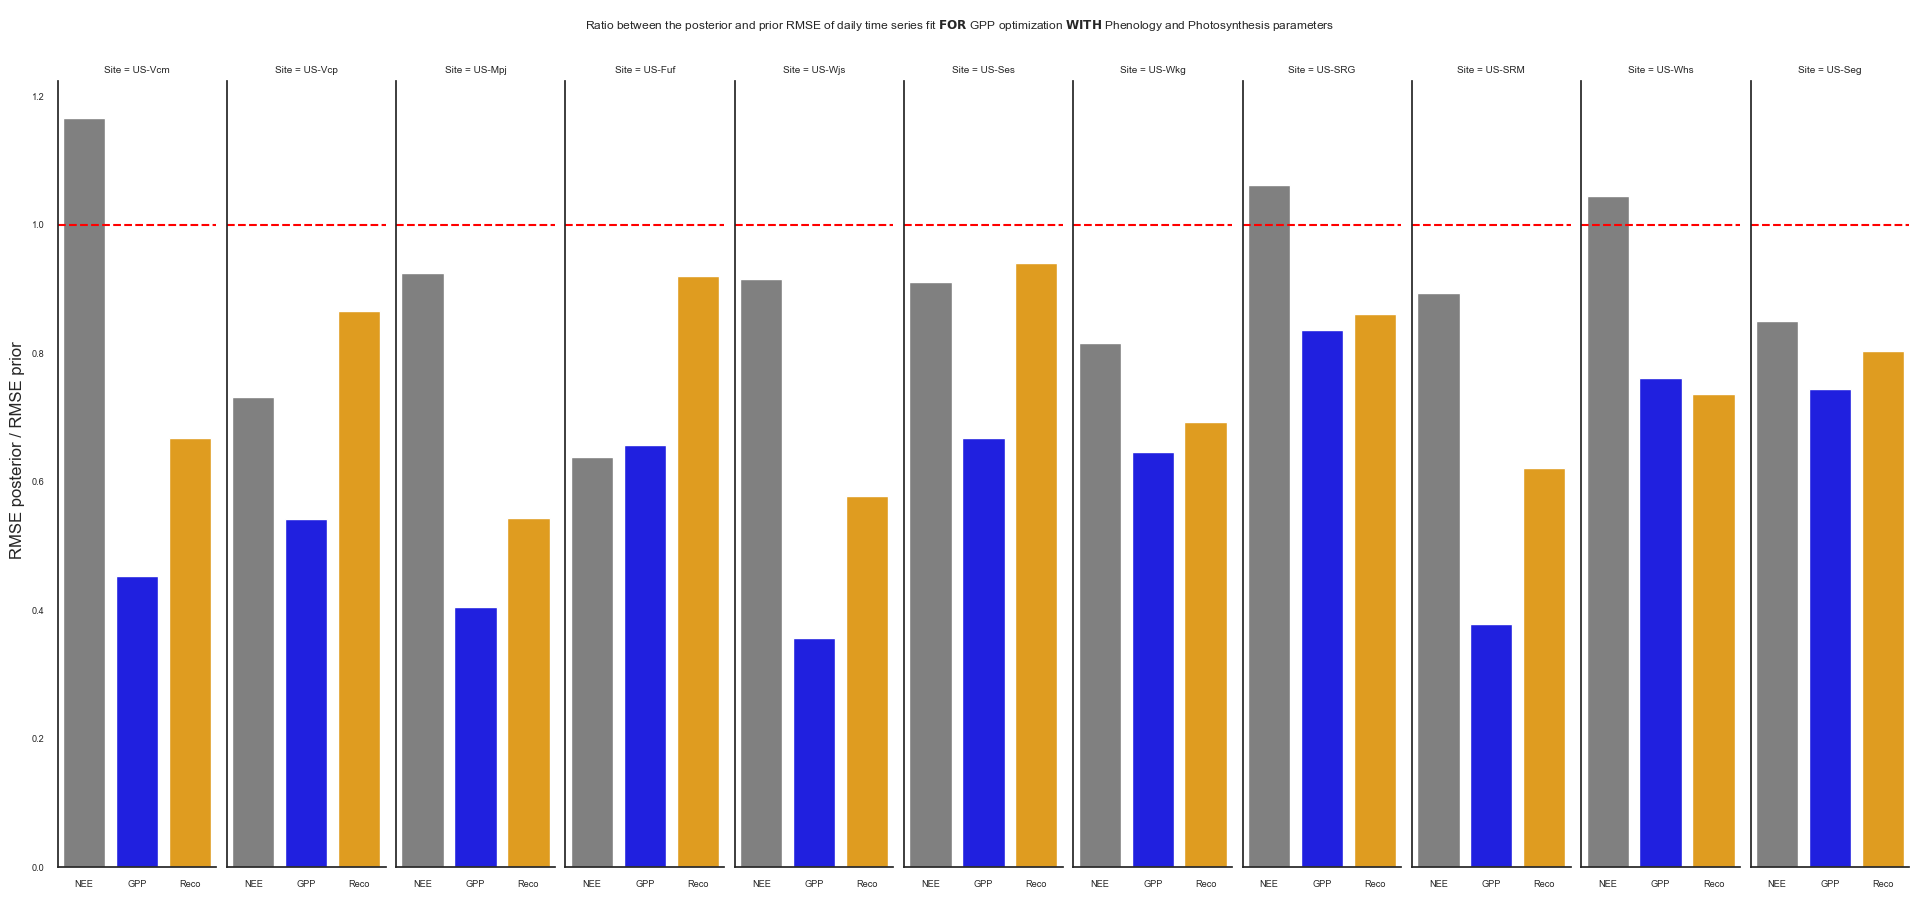 Ratio between the posterior and prior RMSE of daily time series fit FOR GPP optimization WITH Phenology and Photosynthesis parameters
Site = US-Vcm
Site = US-Vcp
Site = US-Mpj
Site = US-Fuf
Site = US-Wjs
Site = US-Ses
Site = US-Wkg
Site = US-SRG
Site = US-SRM
Site = US-Whs
Site = US-Seg
RMSE posterior / RMSE prior
1.2
1.0
0.8
0.6
0.4
0.2
0.0
NEE GPP Reco
NEE GPP Reco
NEE GPP Reco
NEE GPP Reco
NEE GPP Reco
NEE GPP Reco
NEE GPP Reco
NEE GPP Reco
NEE GPP Reco
NEE GPP Reco
NEE GPP Reco